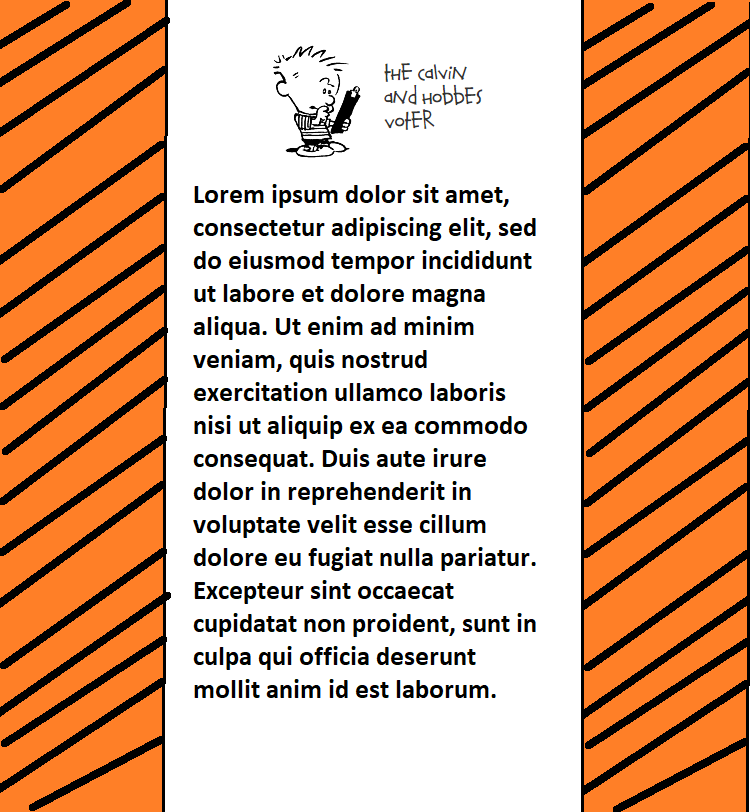 tHE calvin
and HobbEs
votER
Lorem ipsum dolor sit amet,
consectetur adipiscing elit, sed
do eiusmod tempor incididunt
ut labore et dolore magna
aliqua. Ut enim ad minim
veniam, quis nostrud
exercitation ullamco laboris
nisi ut aliquip ex ea commodo
consequat. Duis aute irure
dolor in reprehenderit in
voluptate velit esse cillum
dolore eu fugiat nulla pariatur.
Excepteur sint occaecat
cupidatat non proident, sunt in
culpa qui officia deserunt
mollit anim id est laborum.